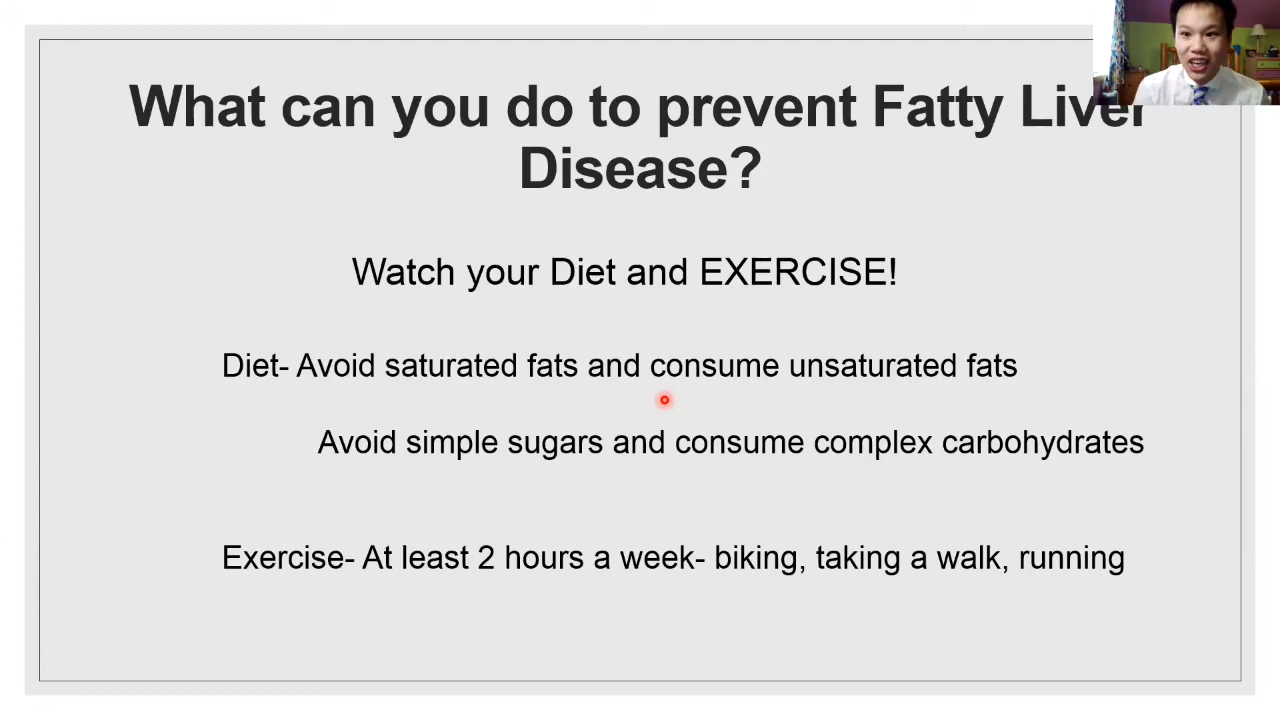 What can you do to prevent Fatty Liver
Disease?
Watch your Diet and EXERCISE!
Diet- Avoid saturated fats and consume unsaturated fats
Avoid simple sugars and consume complex carbohydrates
Exercise- At least 2 hours a week- biking, taking a walk, running